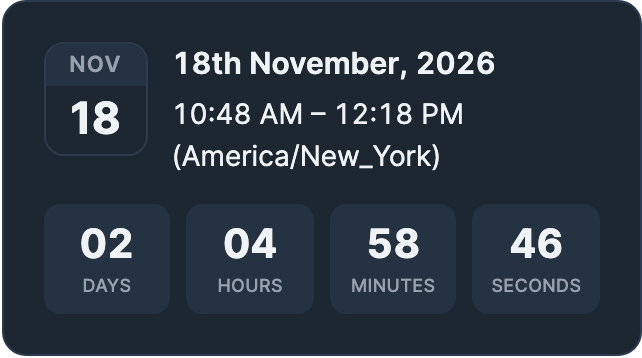 NOV
18
18th November, 2026
10:48 AM – 12:18 PM
(America/New_York)
02 04 58 46
DAYS HOURS MINUTES SECONDS